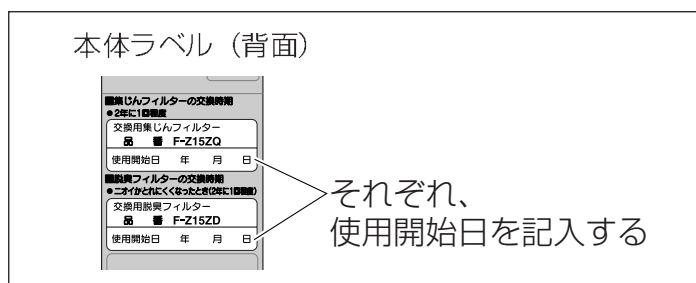 本体ラベル（背面）
■集じんフィルターの交換時期
●2年に1回程度
交換用集じんフィルター
品 番 F-Z15ZQ
使用開始日 年 月 日
■脱臭フィルターの交換時期
●ニオイがとれにくくなったとき(2年に1回程度)
交換用脱臭フィルター
品 番 F-Z15ZD
使用開始日 年 月 日
それぞれ、
使用開始日を記入する